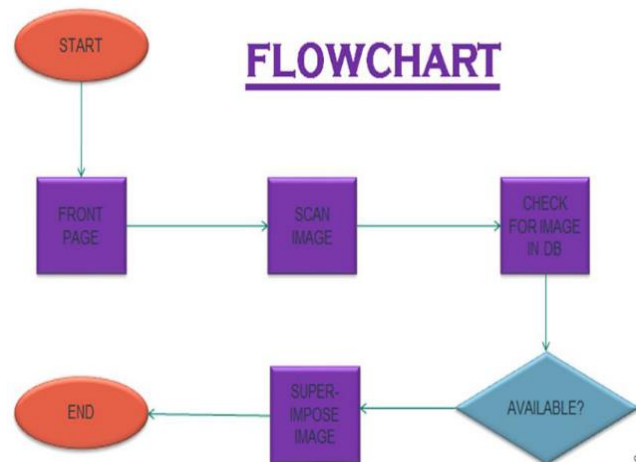 START
FLOWCHART
FRONT
PAGE
SCAN
IMAGE
CHECK
FOR IMAGE
IN DB
AVAILABLE?
SUPER-
IMPOSE
IMAGE
END